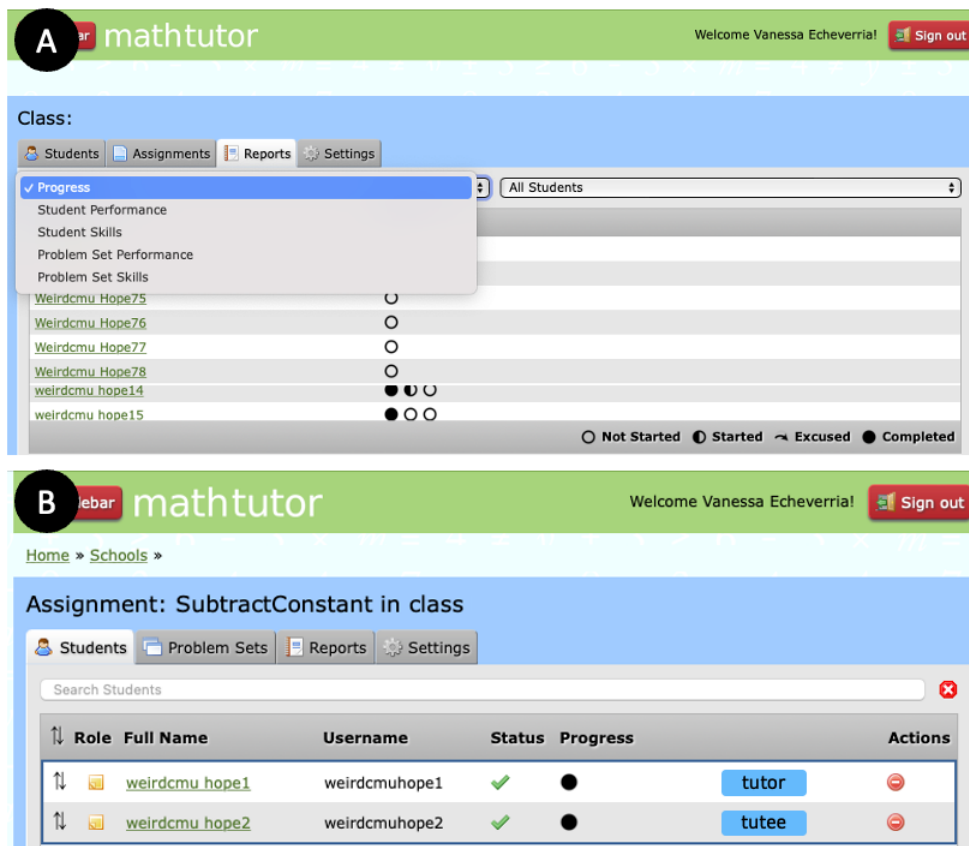 A
ar
mathtutor
Welcome Vanessa Echeverria!
Sign out
Class:
Students
Assignments
Reports
Settings
✓ Progress
All Students
Student Performance
Student Skills
Problem Set Performance
Problem Set Skills
Weirdcmu Hope75
Weirdcmu Hope76
Weirdcmu Hope77
Weirdcmu Hope78
weirdcmu hope14
weirdcmu hope15
Not Started Started Excused Completed
B
ebar
mathtutor
Welcome Vanessa Echeverria!
Sign out
Home » Schools »
Assignment: SubtractConstant in class
Students
Problem Sets
Reports
Settings
Search Students
Role Full Name Username Status Progress Actions
weirdcmu hope1 weirdcmuhope1 tutor
weirdcmu hope2 weirdcmuhope2 tutee